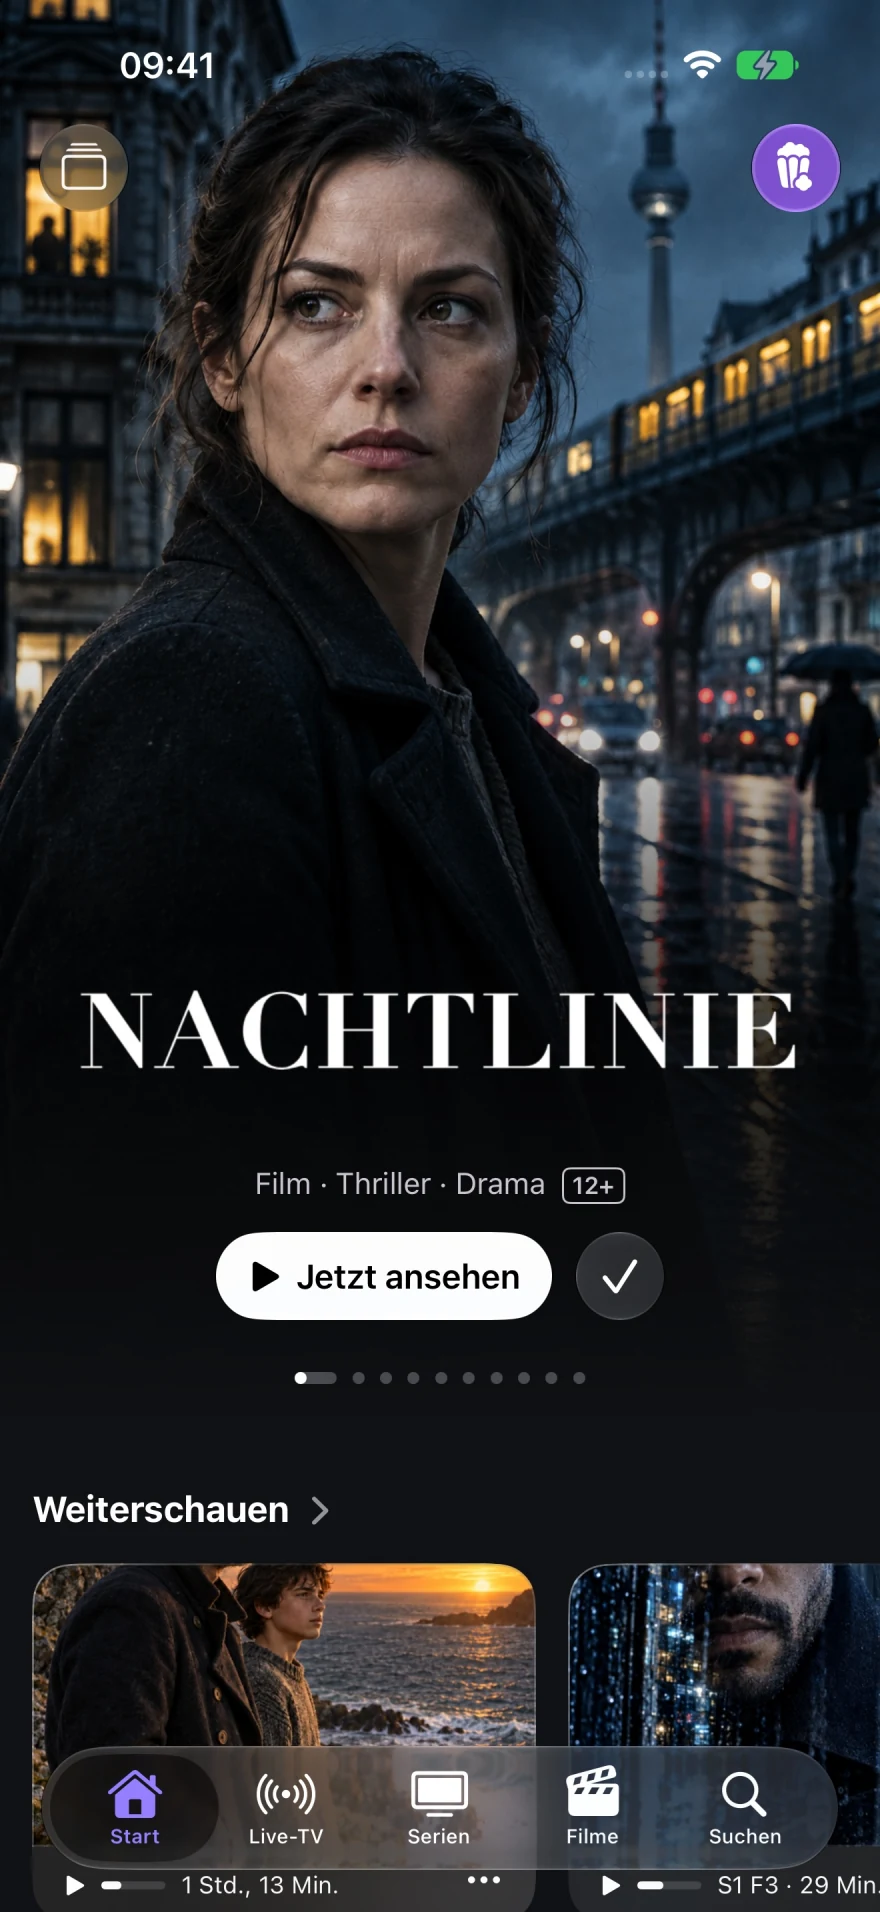 09:41
NACHTLINIE
Film · Thriller · Drama 12+
Jetzt ansehen
Weiterschauen
Start
Live-TV
Serien
Filme
Suchen
1 Std., 13 Min.
S1 F3 · 29 Min.